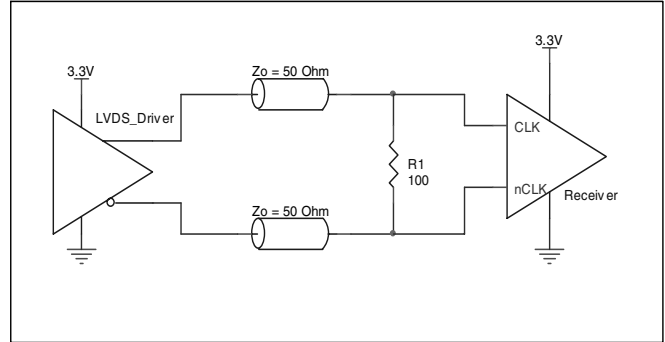 3.3V
Zo = 50 Ohm
3.3V
LVDS_Driver
CLK
R1
100
nCLK
Receiver
Zo = 50 Ohm